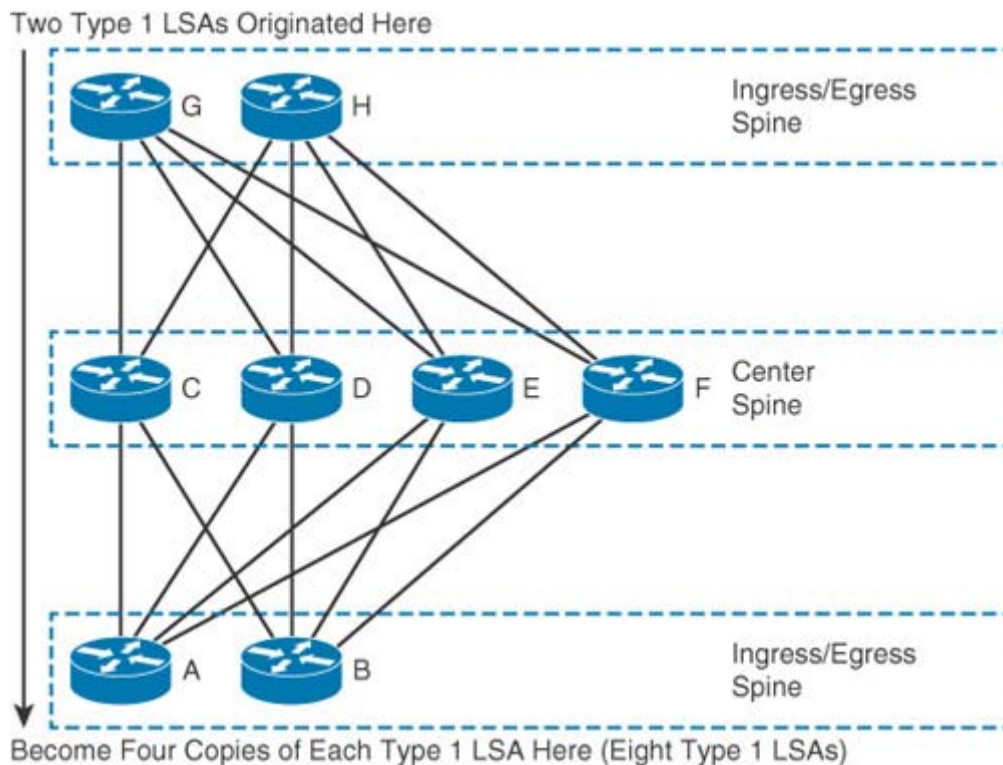 Two Type 1 LSAs Originated Here
G
H
Ingress/Egress
Spine
C
D
E
F
Center
Spine
A
B
Ingress/Egress
Spine
Become Four Copies of Each Type 1 LSA Here (Eight Type 1 LSAs)